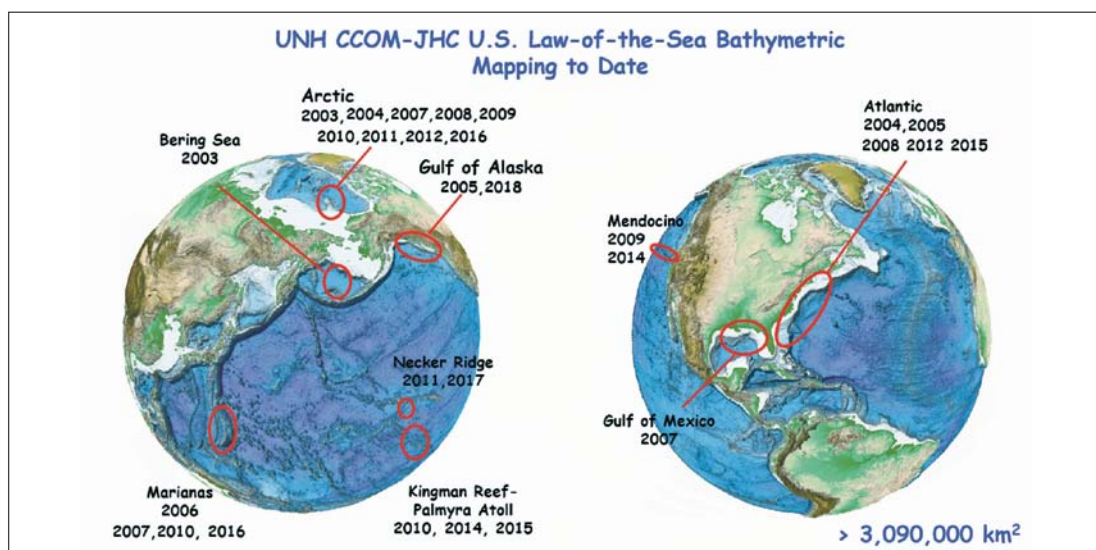 UNH CCOM-JHC U.S. Law-of-the-Sea Bathymetric
Mapping to Date
Arctic
2003,2004,2007,2008,2009
2010,2011,2012,2016
Bering Sea
2003
Gulf of Alaska
2005,2018
Necker Ridge
2011,2017
Marianas
2006
2007,2010, 2016
Kingman Reef-
Palmyra Atoll
2010, 2014, 2015
Atlantic
2004,2005
2008 2012 2015
Mendocino
2009
2014
Gulf of Mexico
2007
> 3,090,000 km²